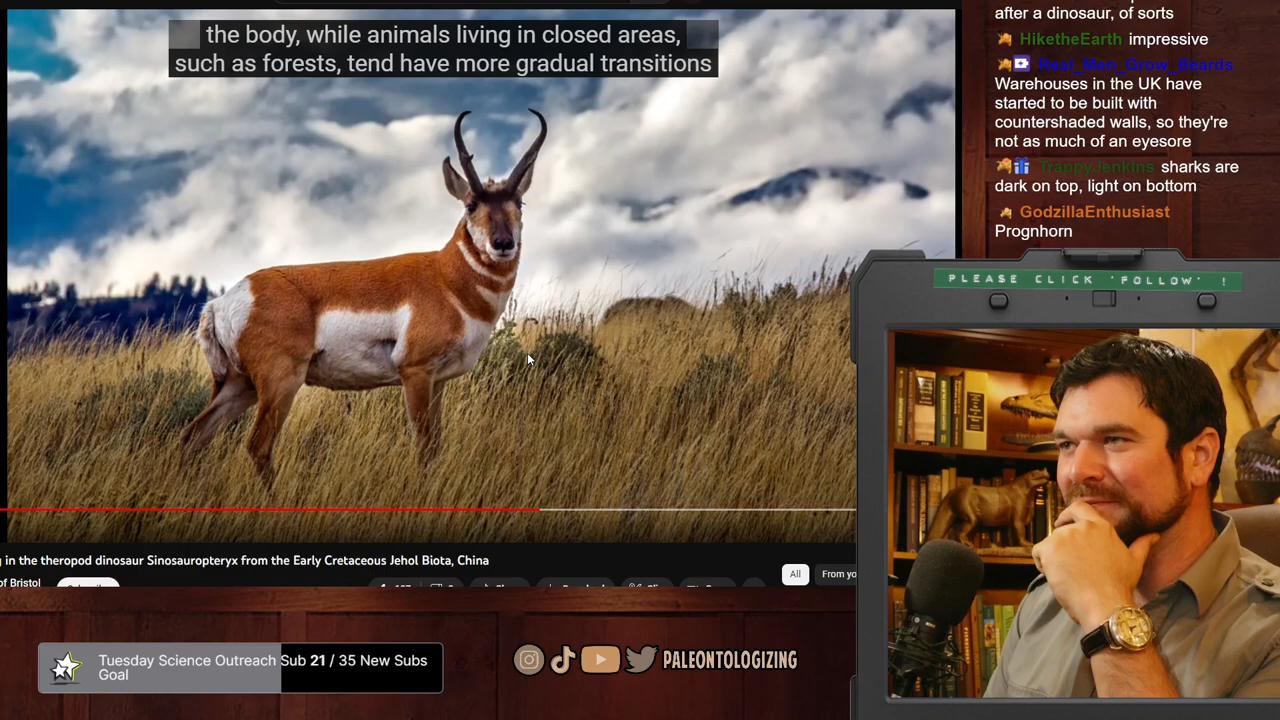 the body, while animals living in closed areas,
such as forests, tend have more gradual transitions
after a dinosaur, of sorts
HiketheEarth impressive
Real_Men_Grow_Beards
Warehouses in the UK have
started to be built with
countershaded walls, so they're
not as much of an eyesore
TrappyJenkins sharks are
dark on top, light on bottom
GodzillaEnthusiast
Prognhorn
PLEASE CLICK 'FOLLOW' !
in the theropod dinosaur Sinosauropteryx from the Early Cretaceous Jehol Biota, China
of Bristol
All
From yo
Tuesday Science Outreach Sub 21 / 35 New Subs
Goal
PALEONTOLOGIZING